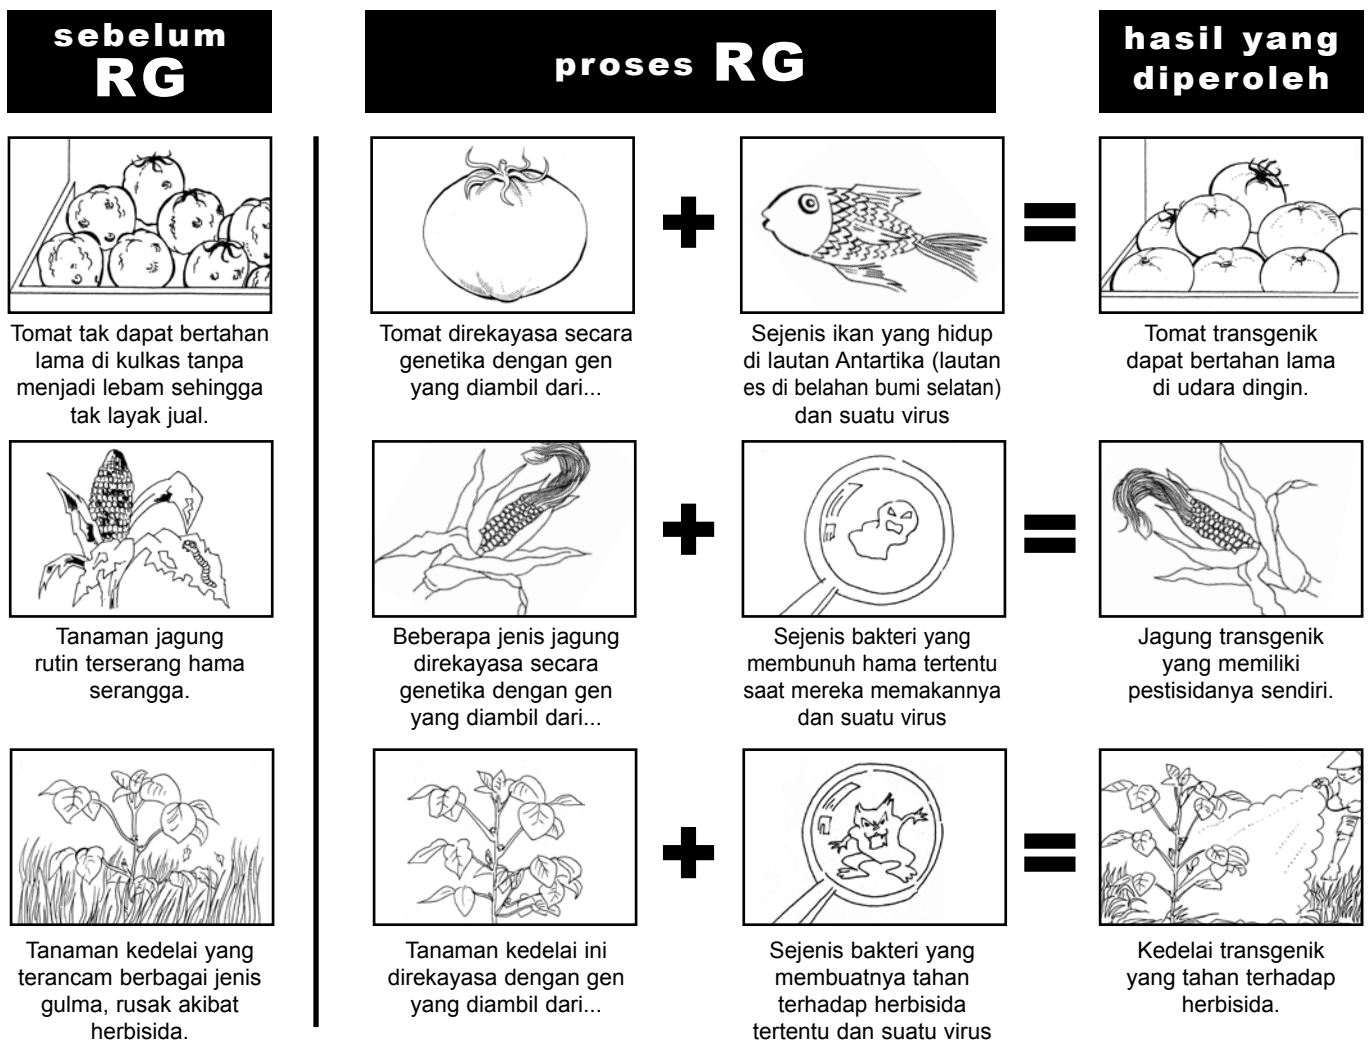 sebelum
RG
proses RG
hasil yang
diperoleh
Tomat tak dapat bertahan
lama di kulkas tanpa
menjadi lebam sehingga
tak layak jual.
Tomat direkayasa secara
genetika dengan gen
yang diambil dari...
Sejenis ikan yang hidup
di lautan Antartika (lautan
es di belahan bumi selatan)
dan suatu virus
Tomat transgenik
dapat bertahan lama
di udara dingin.
Tanaman jagung
rutin terserang hama
serangga.
Beberapa jenis jagung
direkayasa secara
genetika dengan gen
yang diambil dari...
Sejenis bakteri yang
membunuh hama tertentu
saat mereka memakannya
dan suatu virus
Jagung transgenik
yang memiliki
pestisidanya sendiri.
Tanaman kedelai yang
terancam berbagai jenis
gulma, rusak akibat
herbisida.
Tanaman kedelai ini
direkayasa dengan gen
yang diambil dari...
Sejenis bakteri yang
membuatnya tahan
terhadap herbisida
tertentu dan suatu virus
Kedelai transgenik
yang tahan terhadap
herbisida.